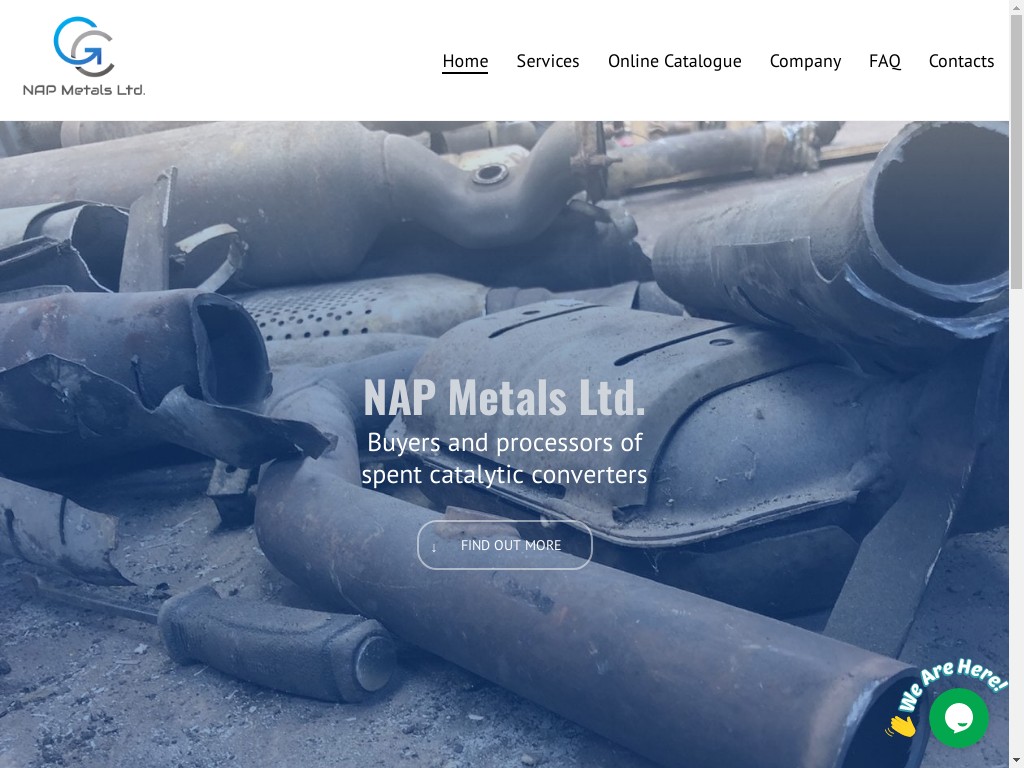 NAP Metals Ltd.
Home
Services
Online Catalogue
Company
FAQ
Contacts
NAP Metals Ltd.
Buyers and processors of
spent catalytic converters
↓ FIND OUT MORE
We Are Here!